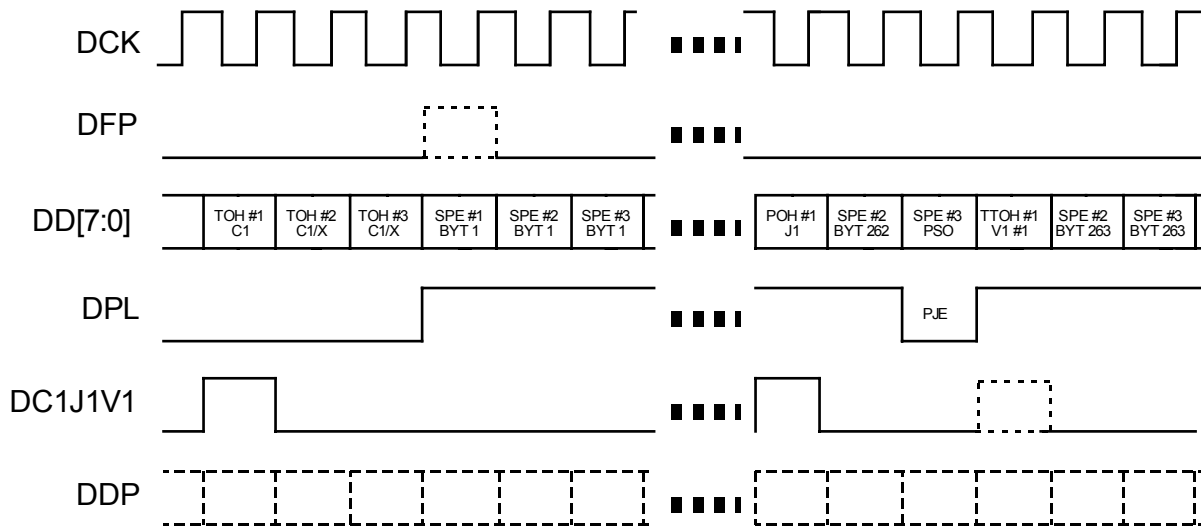 DCK
DFP
DD[7:0]
TOH #1
C1
TOH #2
C1/X
TOH #3
C1/X
SPE #1
BYT 1
SPE #2
BYT 1
SPE #3
BYT 1
POH #1
J1
SPE #2
BYT 262
SPE #3
PSO
TTOH #1
V1 #1
SPE #2
BYT 263
SPE #3
BYT 263
DPL
PJE
DC1J1V1
DDP